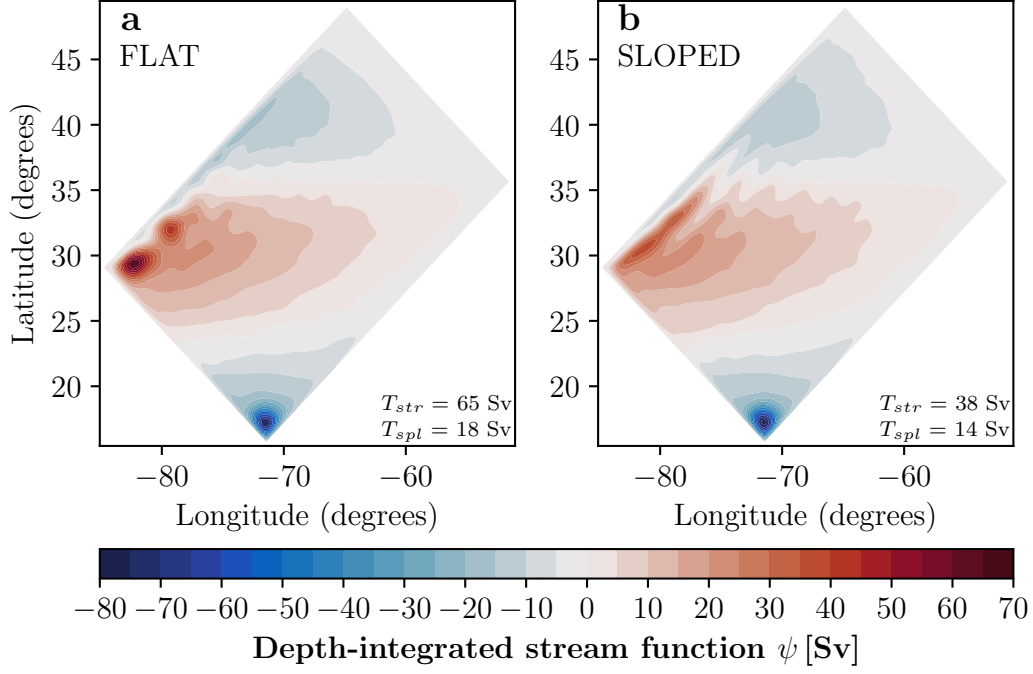 a
FLAT
b
SLOPED
Latitude (degrees)
45
40
35
30
25
20
45
40
35
30
25
20
T_str = 65 Sv
T_spl = 18 Sv
T_str = 38 Sv
T_spl = 14 Sv
−80 −70 −60
−80 −70 −60
Longitude (degrees)
Longitude (degrees)
−80 −70 −60 −50 −40 −30 −20 −10 0 10 20 30 40 50 60 70
Depth-integrated stream function ψ [Sv]